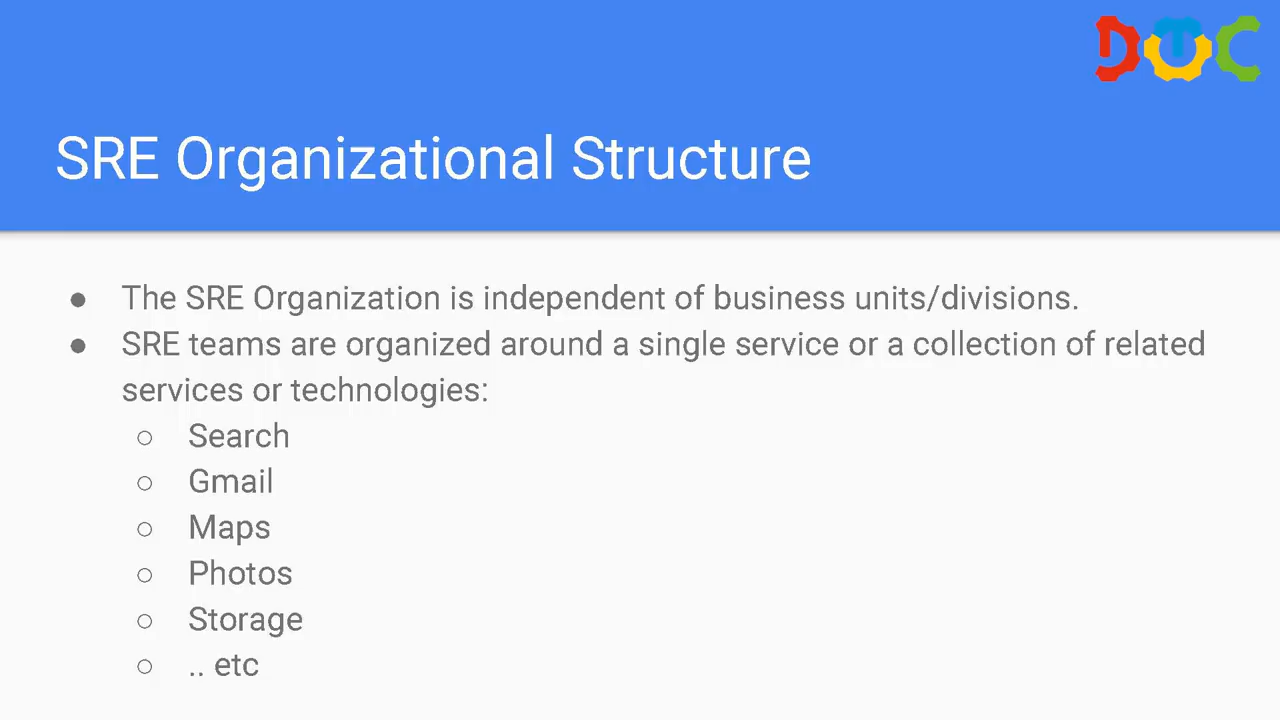 DTUC
SRE Organizational Structure
● The SRE Organization is independent of business units/divisions.
● SRE teams are organized around a single service or a collection of related
services or technologies:
○ Search
○ Gmail
○ Maps
○ Photos
○ Storage
○ .. etc